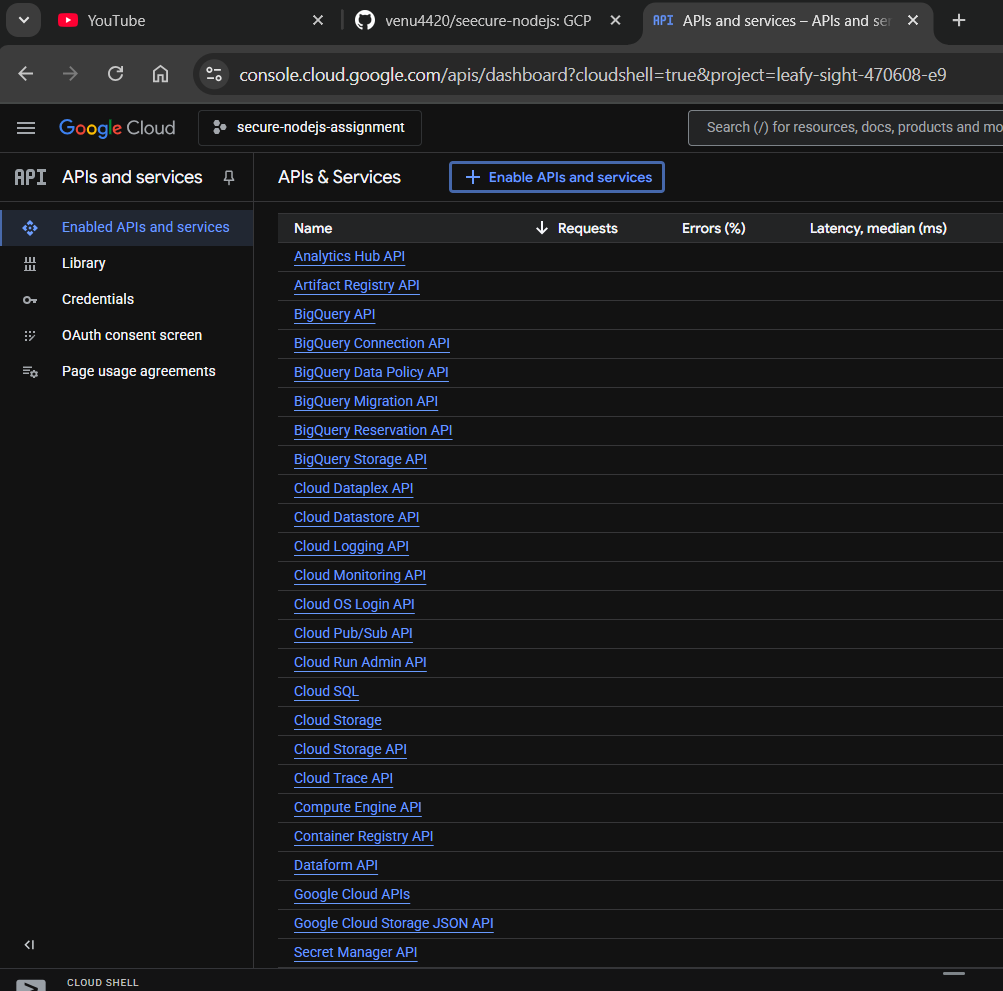 YouTube
venu4420/seecure-nodejs: GCP
API APIs and services – APIs and ser
console.cloud.google.com/apis/dashboard?cloudshell=true&project=leafy-sight-470608-e9
Google Cloud
secure-nodejs-assignment
Search (/) for resources, docs, products and mo
API APIs and services
APIs & Services
Enable APIs and services
Enabled APIs and services
Library
Credentials
OAuth consent screen
Page usage agreements
Name Requests Errors (%) Latency, median (ms)
Analytics Hub API
Artifact Registry API
BigQuery API
BigQuery Connection API
BigQuery Data Policy API
BigQuery Migration API
BigQuery Reservation API
BigQuery Storage API
Cloud Dataplex API
Cloud Datastore API
Cloud Logging API
Cloud Monitoring API
Cloud OS Login API
Cloud Pub/Sub API
Cloud Run Admin API
Cloud SQL
Cloud Storage
Cloud Storage API
Cloud Trace API
Compute Engine API
Container Registry API
Dataform API
Google Cloud APIs
Google Cloud Storage JSON API
Secret Manager API
CLOUD SHELL